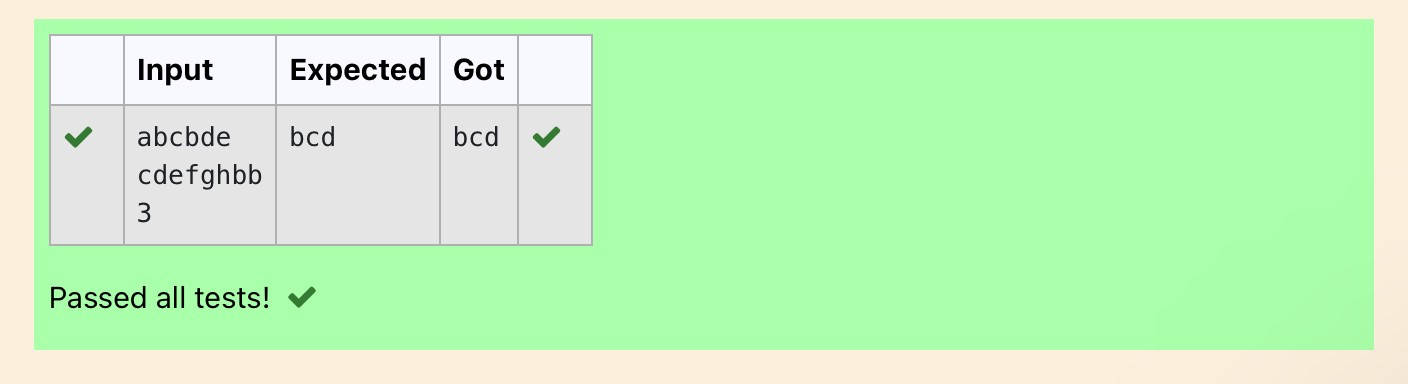 Input Expected Got
abcbde bcd bcd
cdefghbb
3
Passed all tests!